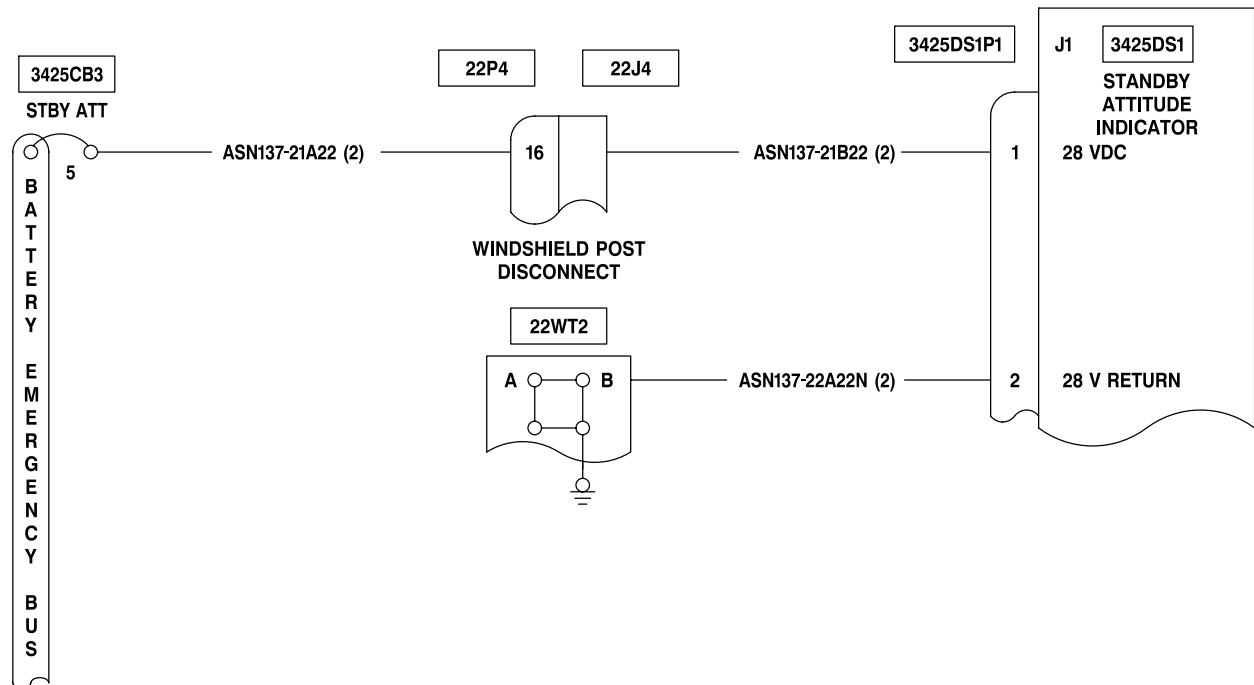 3425CB3
STBY ATT
5
ASN137-21A22 (2)
22P4
22J4
16
WINDSHIELD POST
DISCONNECT
ASN137-21B22 (2)
3425DS1P1
J1
3425DS1
STANDBY
ATTITUDE
INDICATOR
1
28 VDC
22WT2
A
B
ASN137-22A22N (2)
2
28 V RETURN
BATTERY EMERGENCY BUS